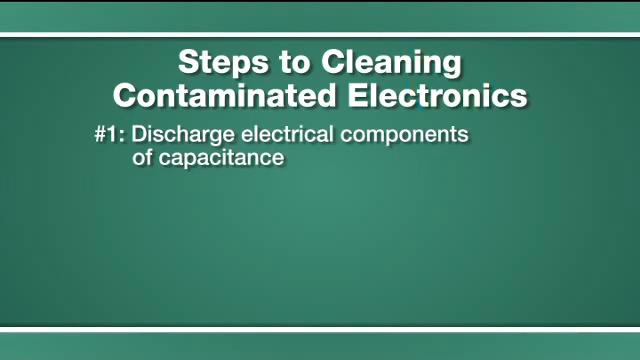 Steps to Cleaning
Contaminated Electronics
#1: Discharge electrical components
of capacitance